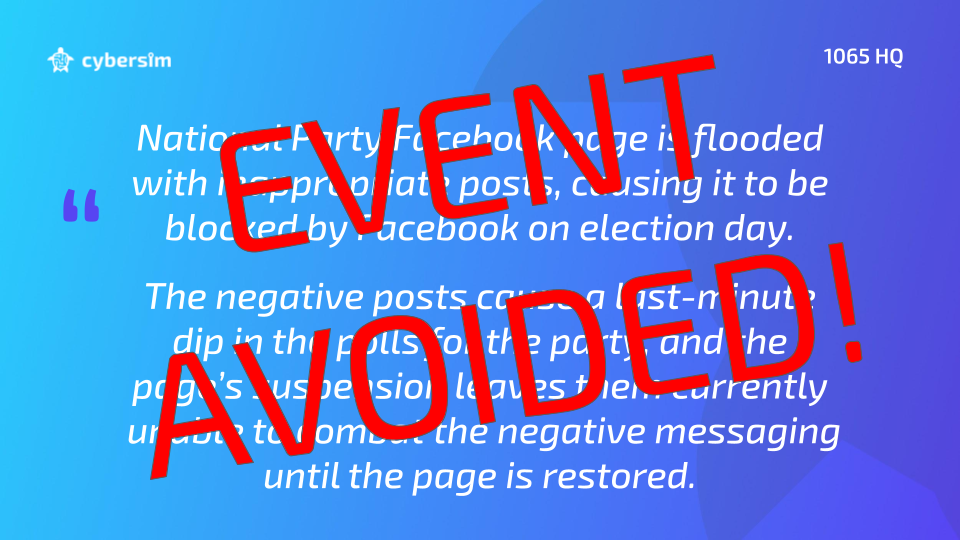 cybersim
1065 HQ
National Party Facebook page is flooded
with inappropriate posts, causing it to be
blocked by Facebook on election day.
The negative posts cause a last-minute
dip in the polls for the party, and the
page’s suspension leaves them currently
unable to combat the negative messaging
until the page is restored.
EVENT
AVOIDED!